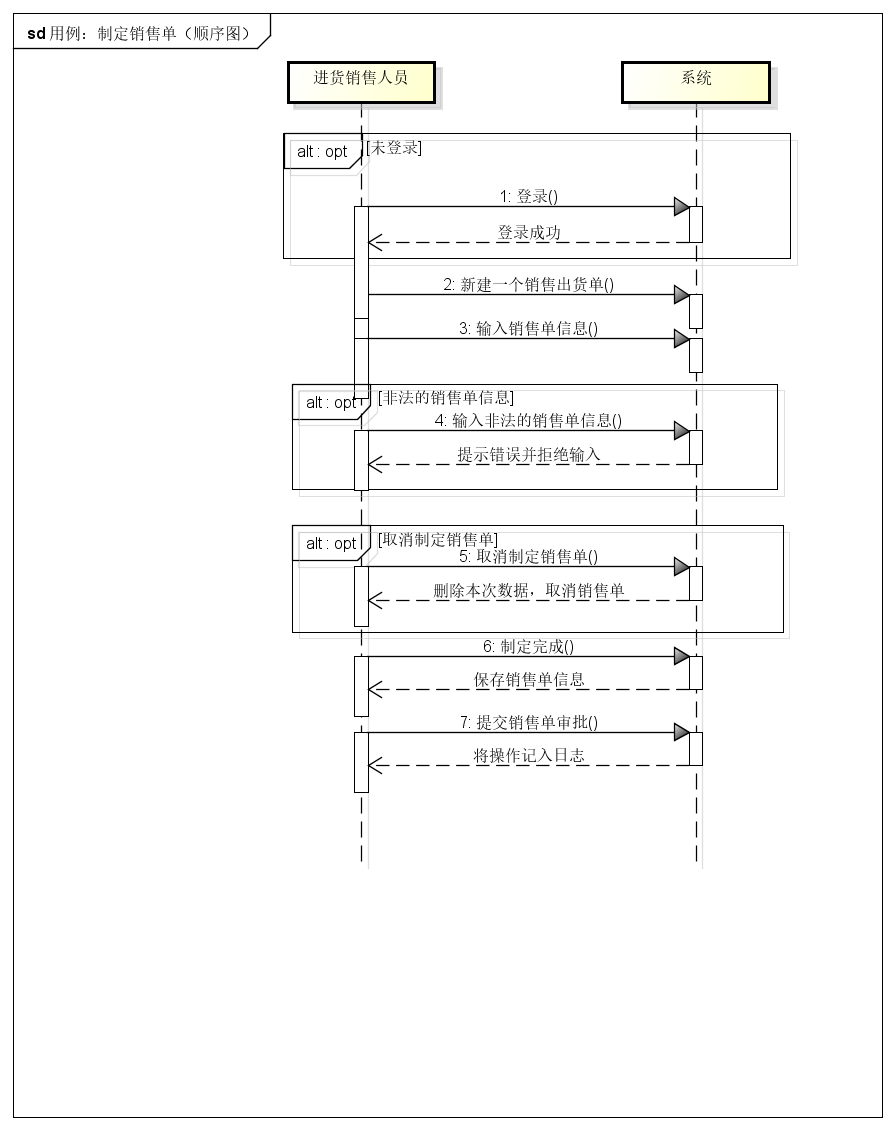 sd 用例：制定销售单（顺序图）
进货销售人员
系统
alt : opt
[未登录]
1: 登录()
登录成功
2: 新建一个销售出货单()
3: 输入销售单信息()
alt : opt
[非法的销售单信息]
4: 输入非法的销售单信息()
提示错误并拒绝输入
alt : opt
[取消制定销售单]
5: 取消制定销售单()
删除本次数据，取消销售单
6: 制定完成()
保存销售单信息
7: 提交销售单审批()
将操作记入日志